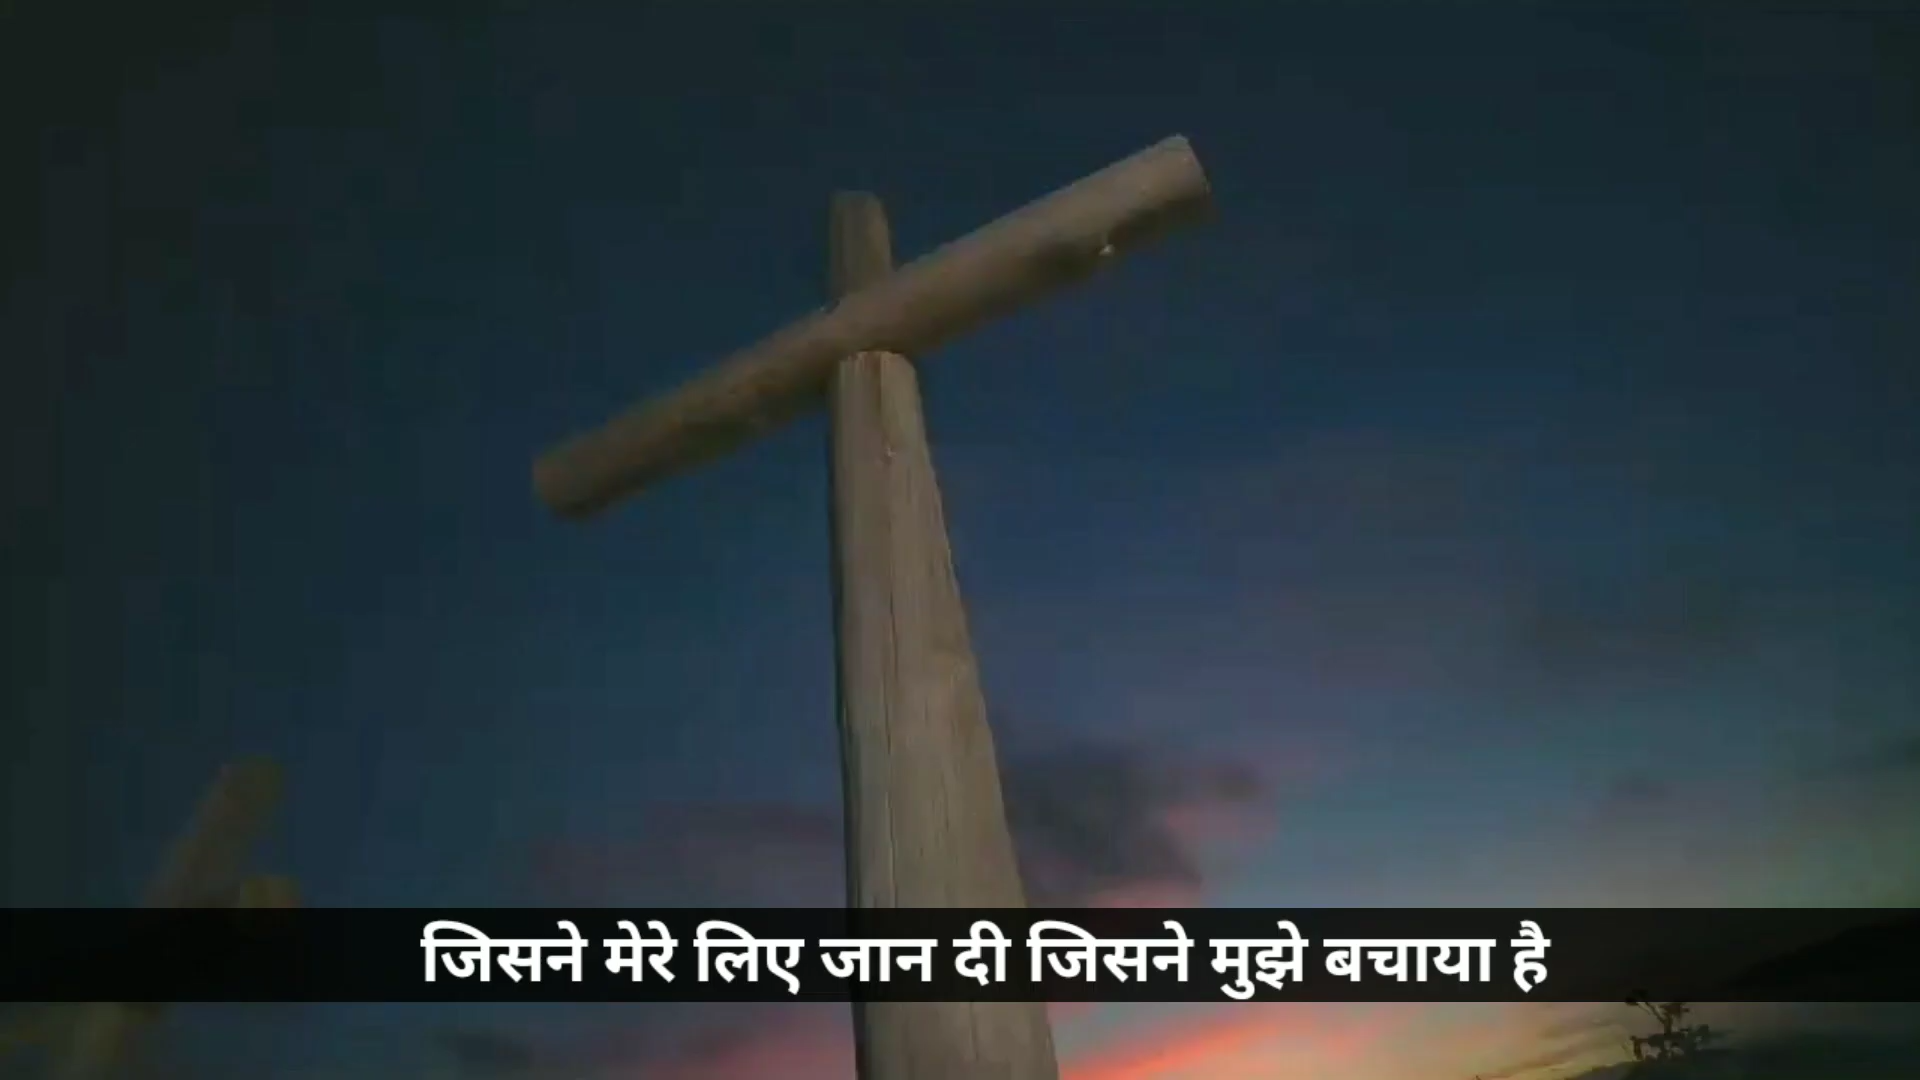 जिसने मेरे लिए जान दी जिसने मुझे बचाया है